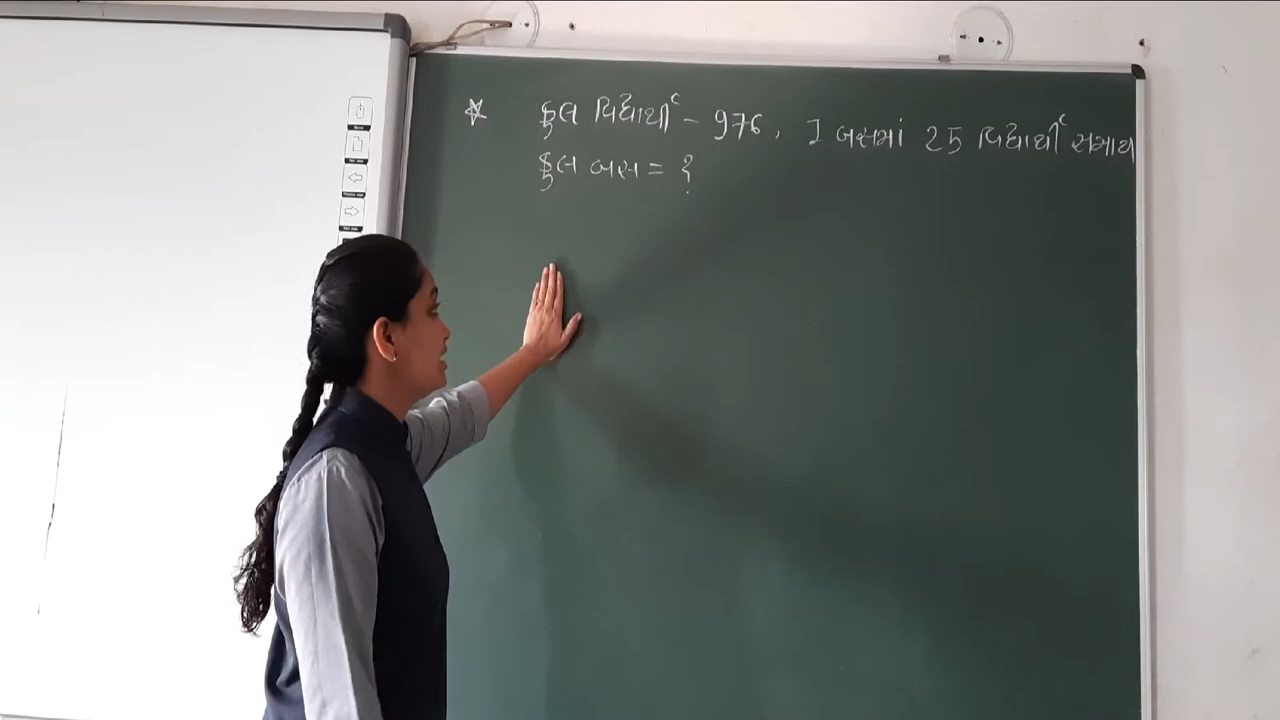 કુલ વિદ્યાર્થી - 976, 1 બસમાં 25 વિદ્યાર્થી સમાય
કુલ બસ = ?